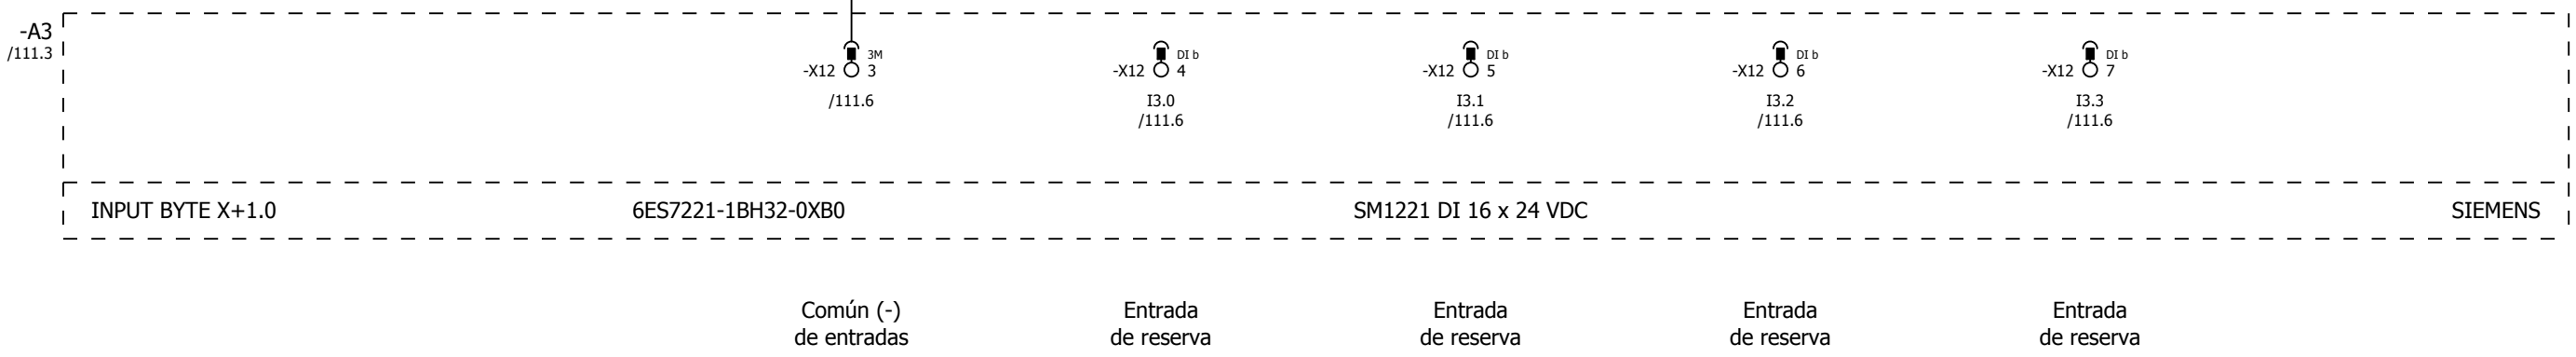 -A3
/111.3
3M
-X12 3
/111.6
DI b
-X12 4
I3.0
/111.6
DI b
-X12 5
I3.1
/111.6
DI b
-X12 6
I3.2
/111.6
DI b
-X12 7
I3.3
/111.6
INPUT BYTE X+1.0 6ES7221-1BH32-0XB0 SM1221 DI 16 x 24 VDC SIEMENS
Común (-)
de entradas
Entrada
de reserva
Entrada
de reserva
Entrada
de reserva
Entrada
de reserva